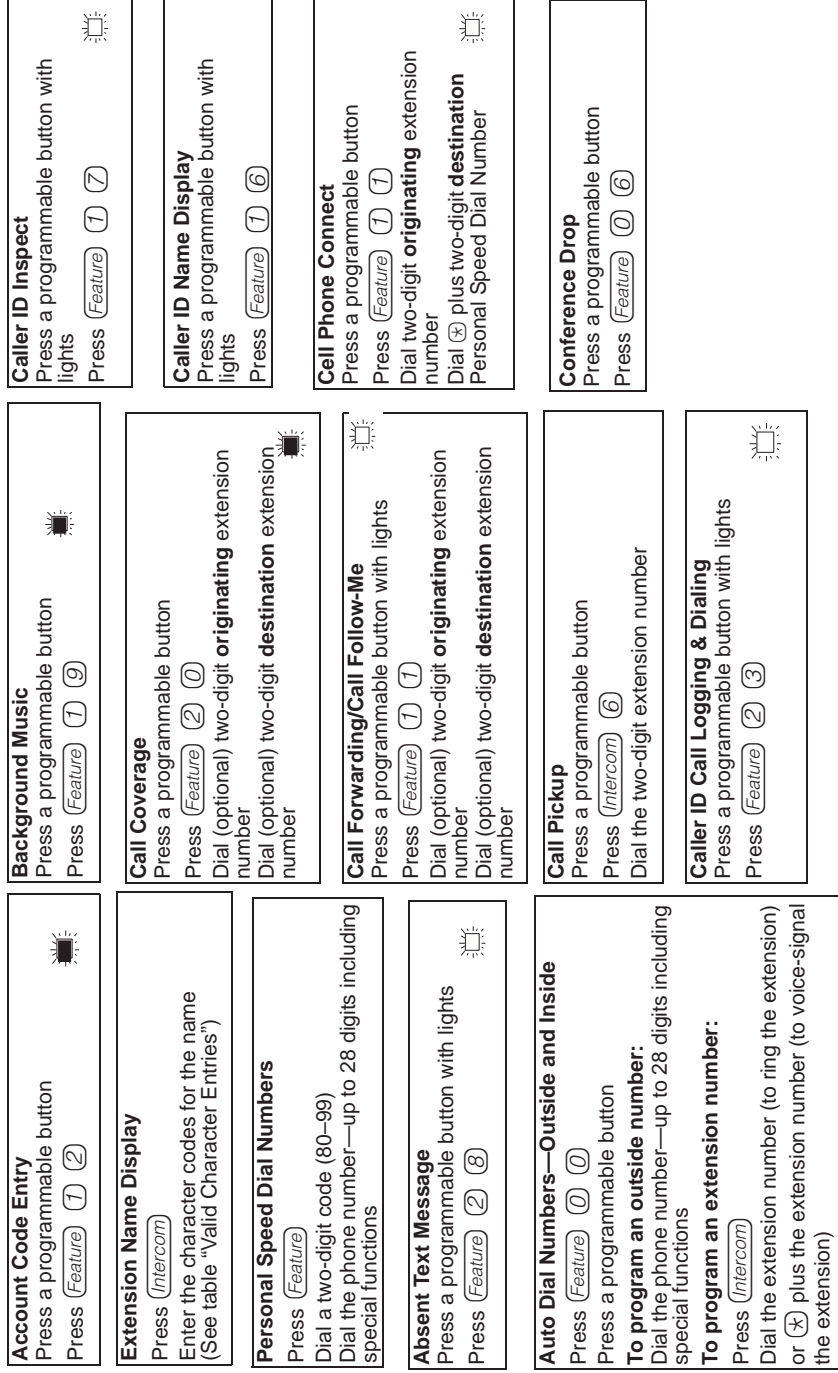 Account Code Entry
Press a programmable button
Press Feature 1 2
Extension Name Display
Press Intercom
Enter the character codes for the name
(See table “Valid Character Entries”)
Personal Speed Dial Numbers
Press Feature
Dial a two-digit code (80–99)
Dial the phone number—up to 28 digits including
special functions
Absent Text Message
Press a programmable button with lights
Press Feature 2 8
Auto Dial Numbers—Outside and Inside
Press Feature 0 0
Press a programmable button
To program an outside number:
Dial the phone number—up to 28 digits including
special functions
To program an extension number:
Press Intercom
Dial the extension number (to ring the extension)
or * plus the extension number (to voice-signal
the extension)
Background Music
Press a programmable button
Press Feature 1 9
Call Coverage
Press a programmable button
Press Feature 2 0
Dial (optional) two-digit originating extension
number
Dial (optional) two-digit destination extension
number
Call Forwarding/Call Follow-Me
Press a programmable button with lights
Press Feature 1 1
Dial (optional) two-digit originating extension
number
Dial (optional) two-digit destination extension
number
Call Pickup
Press a programmable button
Press Intercom 6
Dial the two-digit extension number
Caller ID Call Logging & Dialing
Press a programmable button with lights
Press Feature 2 3
Caller ID Inspect
Press a programmable button with
lights
Press Feature 1 7
Caller ID Name Display
Press a programmable button with
lights
Press Feature 1 6
Cell Phone Connect
Press a programmable button
Press Feature 1 1
Dial two-digit originating extension
number
Dial * plus two-digit destination
Personal Speed Dial Number
Conference Drop
Press a programmable button
Press Feature 0 6